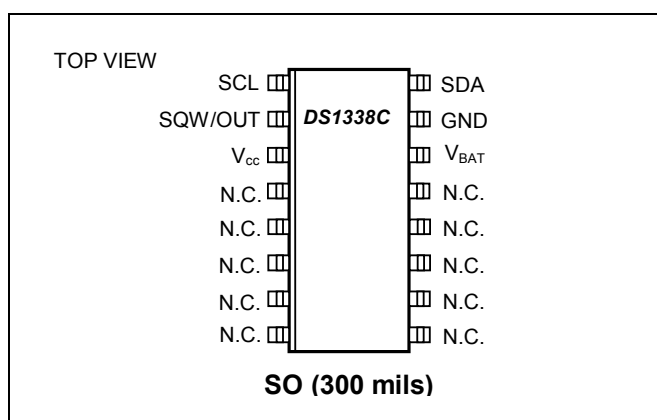 TOP VIEW
SCL SDA
SQW/OUT DS1338C GND
Vcc VBAT
N.C. N.C.
N.C. N.C.
N.C. N.C.
N.C. N.C.
N.C. N.C.
SO (300 mils)